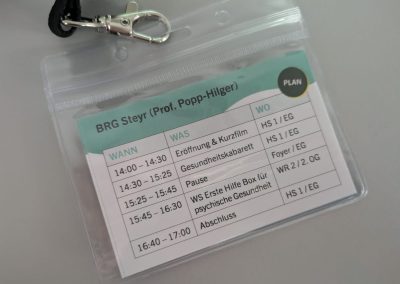 BRG Steyr (Prof. Popp-Hilger)
PLAN
WANN WAS WO
14:00 – 14:30 Eröffnung & Kurzfilm HS 1 / EG
14:30 – 15:25 Gesundheitskabarett HS 1 / EG
15:25 – 15:45 Pause Foyer / EG
15:45 – 16:30 WS Erste Hilfe Box für WR 2 / 2. OG
psychische Gesundheit
16:40 – 17:00 Abschluss HS 1 / EG